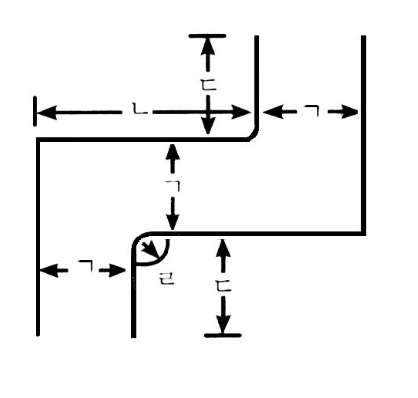 ㄷ
ㄴ ㄱ
ㄱ
ㄱ ㄹ ㄷ